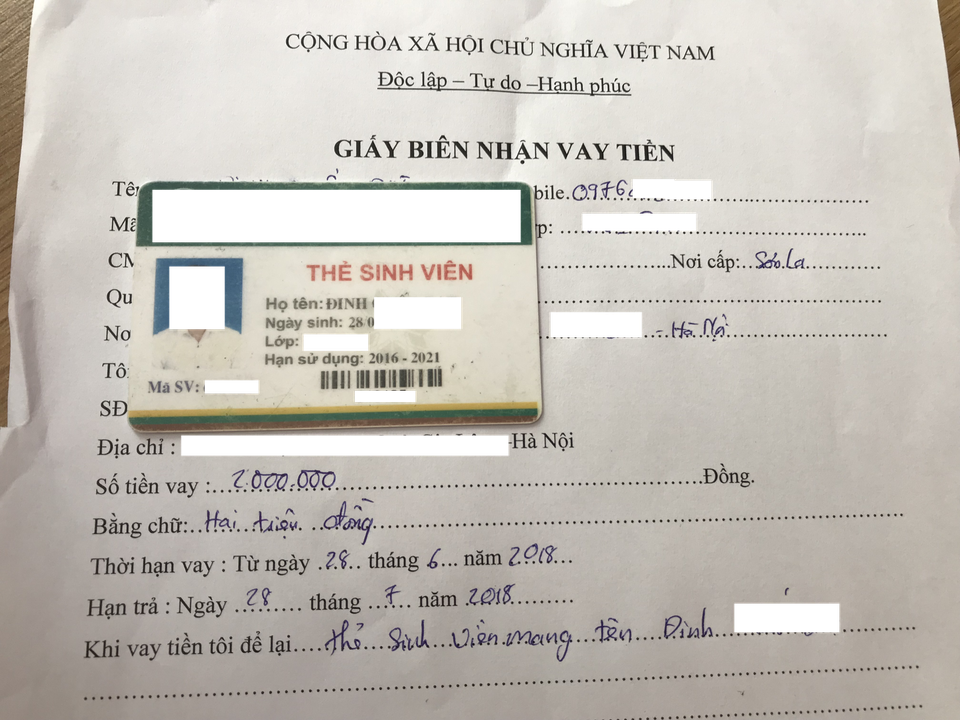 CỘNG HÒA XÃ HỘI CHỦ NGHĨA VIỆT NAM
Độc lập – Tự do –Hạnh phúc
GIẤY BIÊN NHẬN VAY TIỀN
bile.0976
CM
Nơi cấp: Sơn La
Qu
- Hà Nội
SĐ
THẺ SINH VIÊN
Họ tên: ĐINH
Ngày sinh: 28/0
Lớp:
Hạn sử dụng: 2016 - 2021
Mã SV:
Địa chỉ : -Hà Nội
Số tiền vay : 2.000.000 Đồng.
Bằng chữ: Hai triệu đồng
Thời hạn vay : Từ ngày 28 tháng 6 năm 2018
Hạn trả : Ngày 28 tháng 7 năm 2018
Khi vay tiền tôi để lại thẻ sinh viên mang tên Đinh